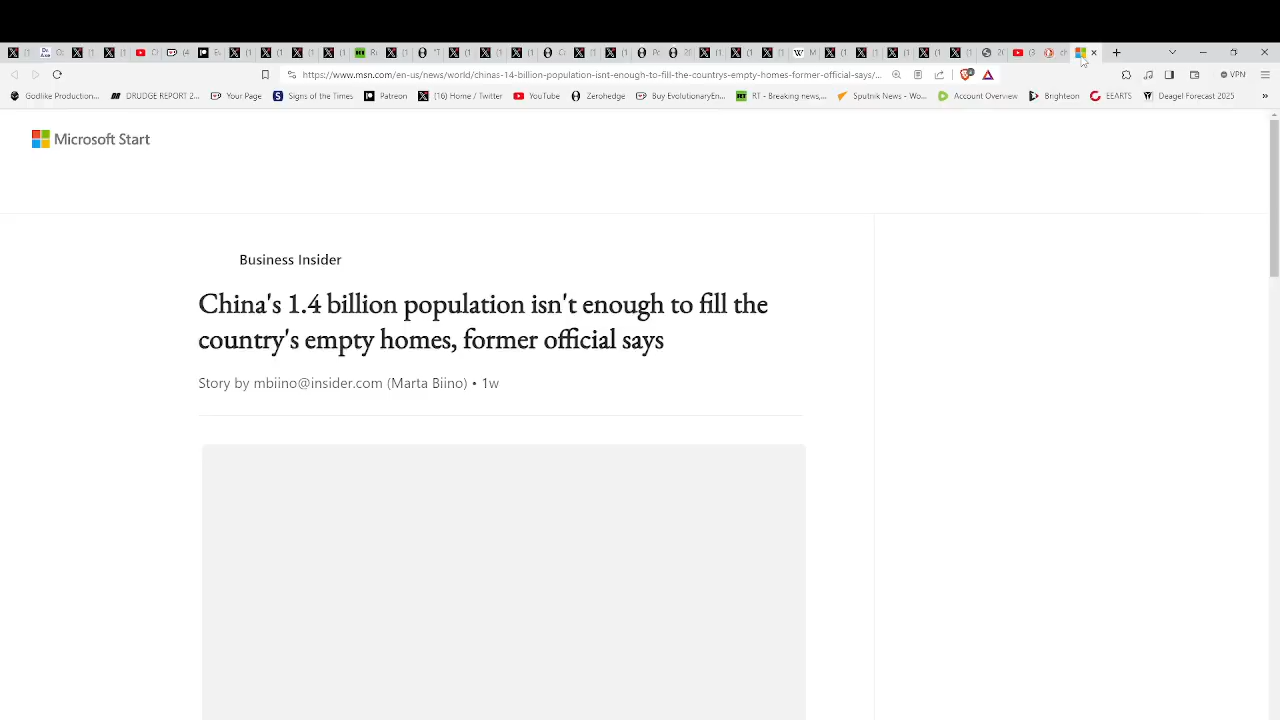 https://www.msn.com/en-us/news/world/chinas-14-billion-population-isnt-enough-to-fill-the-countrys-empty-homes-former-official-says/...
VPN
Godlike Production...
DRUDGE REPORT 2...
Your Page
Signs of the Times
Patreon
[16] Home / Twitter
YouTube
Zerohedge
Buy EvolutionaryEn...
RT - Breaking news,...
Sputnik News - Wo...
Account Overview
Brighteon
EEARTS
Deagel Forecast 2025
»
Microsoft Start
Business Insider
China's 1.4 billion population isn't enough to fill the
country's empty homes, former official says
Story by mbiino@insider.com (Marta Biino) • 1w